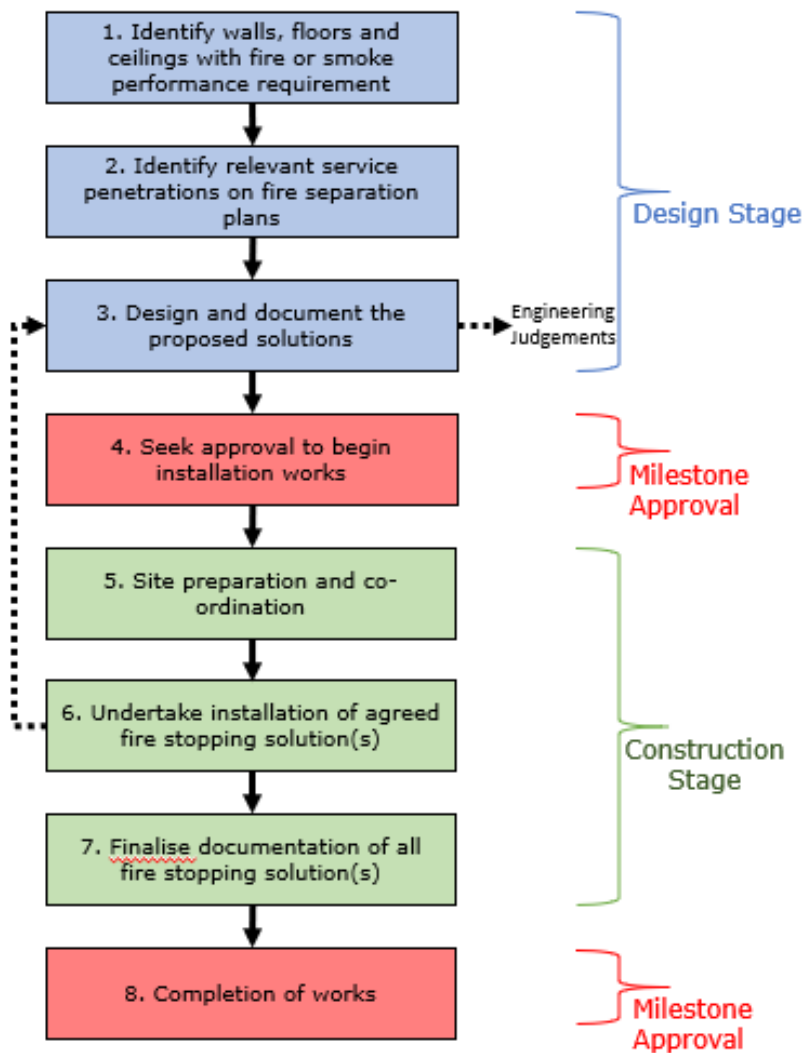 1. Identify walls, floors and
ceilings with fire or smoke
performance requirement
2. Identify relevant service
penetrations on fire separation
plans
Design Stage
3. Design and document the
proposed solutions
Engineering
Judgements
4. Seek approval to begin
installation works
Milestone
Approval
5. Site preparation and co-
ordination
6. Undertake installation of agreed
fire stopping solution(s)
Construction
Stage
7. Finalise documentation of all
fire stopping solution(s)
8. Completion of works
Milestone
Approval